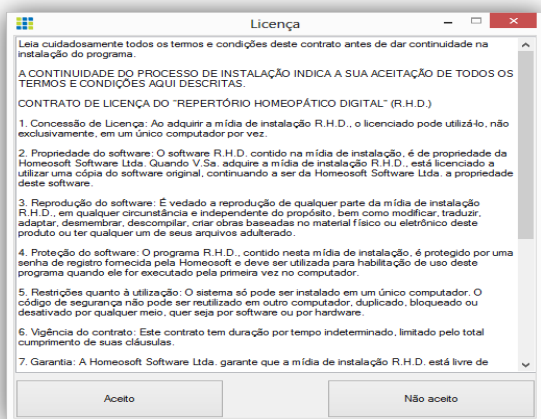 Licença
Leia cuidadosamente todos os termos e condições deste contrato antes de dar continuidade na
instalação do programa.
A CONTINUIDADE DO PROCESSO DE INSTALAÇÃO INDICA A SUA ACEITAÇÃO DE TODOS OS
TERMOS E CONDIÇÕES AQUI DESCRITAS.
CONTRATO DE LICENÇA DO "REPERTÓRIO HOMEOPÁTICO DIGITAL" (R.H.D.)
1. Concessão de Licença: Ao adquirir a mídia de instalação R.H.D., o licenciado pode utilizá-lo, não
exclusivamente, em um único computador por vez.
2. Propriedade do software: O software R.H.D. contido na mídia de instalação, é de propriedade da
Homeosoft Software Ltda. Quando V.Sa. adquire a mídia de instalação R.H.D., está licenciado a
utilizar uma cópia do software original, continuando a ser da Homeosoft Software Ltda. a propriedade
deste software.
3. Reprodução do software: É vedado a reprodução de qualquer parte da mídia de instalação
R.H.D., em qualquer circunstância e independente do propósito, bem como modificar, traduzir,
adaptar, desmembrar, descompilar, criar obras baseadas no material físico ou eletrônico deste
produto ou ter qualquer um de seus arquivos adulterado.
4. Proteção do software: O programa R.H.D., contido nesta mídia de instalação, é protegido por uma
senha de registro fornecida pela Homeosoft e deve ser utilizada para habilitação de uso deste
programa quando ele for executado pela primeira vez no computador.
5. Restrições quanto à utilização: O sistema só pode ser instalado em um único computador. O
código de segurança não pode ser reutilizado em outro computador, duplicado, bloqueado ou
desativado por qualquer meio, quer seja por software ou por hardware.
6. Vigência do contrato: Este contrato tem duração por tempo indeterminado, limitado pelo total
cumprimento de suas cláusulas.
7. Garantia: A Homeosoft Software Ltda. garante que a mídia de instalação R.H.D. está livre de
Aceito
Não aceito